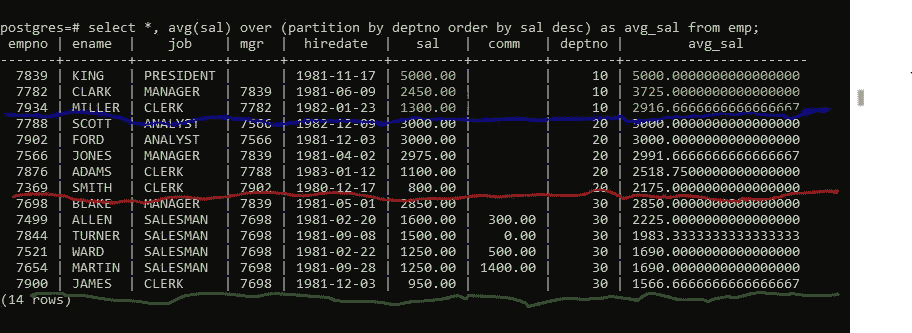 postgres=# select *, avg(sal) over (partition by deptno order by sal desc) as avg_sal from emp;
 empno | ename  |    job    | mgr  |  hiredate  |   sal   |  comm   | deptno |        avg_sal
-------+--------+-----------+------+------------+---------+---------+--------+-----------------------
  7839 | KING   | PRESIDENT |      | 1981-11-17 | 5000.00 |         |     10 | 5000.0000000000000000
  7782 | CLARK  | MANAGER   | 7839 | 1981-06-09 | 2450.00 |         |     10 | 3725.0000000000000000
  7934 | MILLER | CLERK     | 7782 | 1982-01-23 | 1300.00 |         |     10 | 2916.6666666666666667
  7788 | SCOTT  | ANALYST   | 7566 | 1982-12-09 | 3000.00 |         |     20 | 3000.0000000000000000
  7902 | FORD   | ANALYST   | 7566 | 1981-12-03 | 3000.00 |         |     20 | 3000.0000000000000000
  7566 | JONES  | MANAGER   | 7839 | 1981-04-02 | 2975.00 |         |     20 | 2991.6666666666666667
  7876 | ADAMS  | CLERK     | 7788 | 1983-01-12 | 1100.00 |         |     20 | 2518.7500000000000000
  7369 | SMITH  | CLERK     | 7902 | 1980-12-17 |  800.00 |         |     20 | 2175.0000000000000000
  7698 | BLAKE  | MANAGER   | 7839 | 1981-05-01 | 2850.00 |         |     30 | 2850.0000000000000000
  7499 | ALLEN  | SALESMAN  | 7698 | 1981-02-20 | 1600.00 |  300.00 |     30 | 2225.0000000000000000
  7844 | TURNER | SALESMAN  | 7698 | 1981-09-08 | 1500.00 |    0.00 |     30 | 1983.3333333333333333
  7521 | WARD   | SALESMAN  | 7698 | 1981-02-22 | 1250.00 |  500.00 |     30 | 1690.0000000000000000
  7654 | MARTIN | SALESMAN  | 7698 | 1981-09-28 | 1250.00 | 1400.00 |     30 | 1690.0000000000000000
  7900 | JAMES  | CLERK     | 7698 | 1981-12-03 |  950.00 |         |     30 | 1566.6666666666666667
(14 rows)